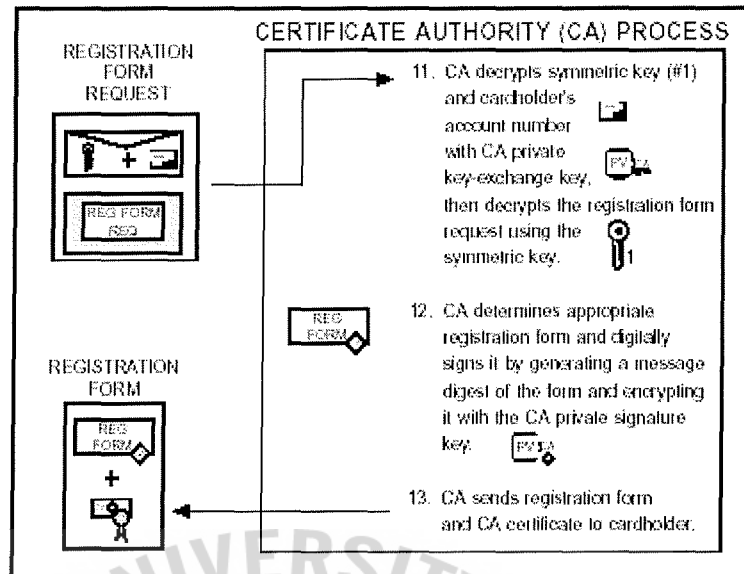 CERTIFICATE AUTHORITY (CA) PROCESS
REGISTRATION
FORM
REQUEST
+
REG FORM
REQ
11. CA decrypts symmetric key (#1)
and cardholder's
account number
with CA private
key-exchange key,
PV CA
then decrypts the registration form
request using the
symmetric key.
1
REG
FORM
12. CA determines appropriate
registration form and digitally
signs it by generating a message
digest of the form and encrypting
it with the CA private signature
key.
PV CA
REGISTRATION
FORM
REG
FORM
+
13. CA sends registration form
and CA certificate to cardholder.
UNIVERSITY